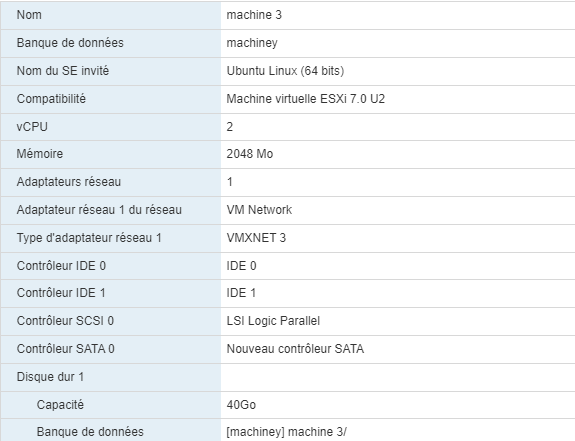 Nom machine 3
Banque de données machiney
Nom du SE invité Ubuntu Linux (64 bits)
Compatibilité Machine virtuelle ESXi 7.0 U2
vCPU 2
Mémoire 2048 Mo
Adaptateurs réseau 1
Adaptateur réseau 1 du réseau VM Network
Type d'adaptateur réseau 1 VMXNET 3
Contrôleur IDE 0 IDE 0
Contrôleur IDE 1 IDE 1
Contrôleur SCSI 0 LSI Logic Parallel
Contrôleur SATA 0 Nouveau contrôleur SATA
Disque dur 1
Capacité 40Go
Banque de données [machiney] machine 3/